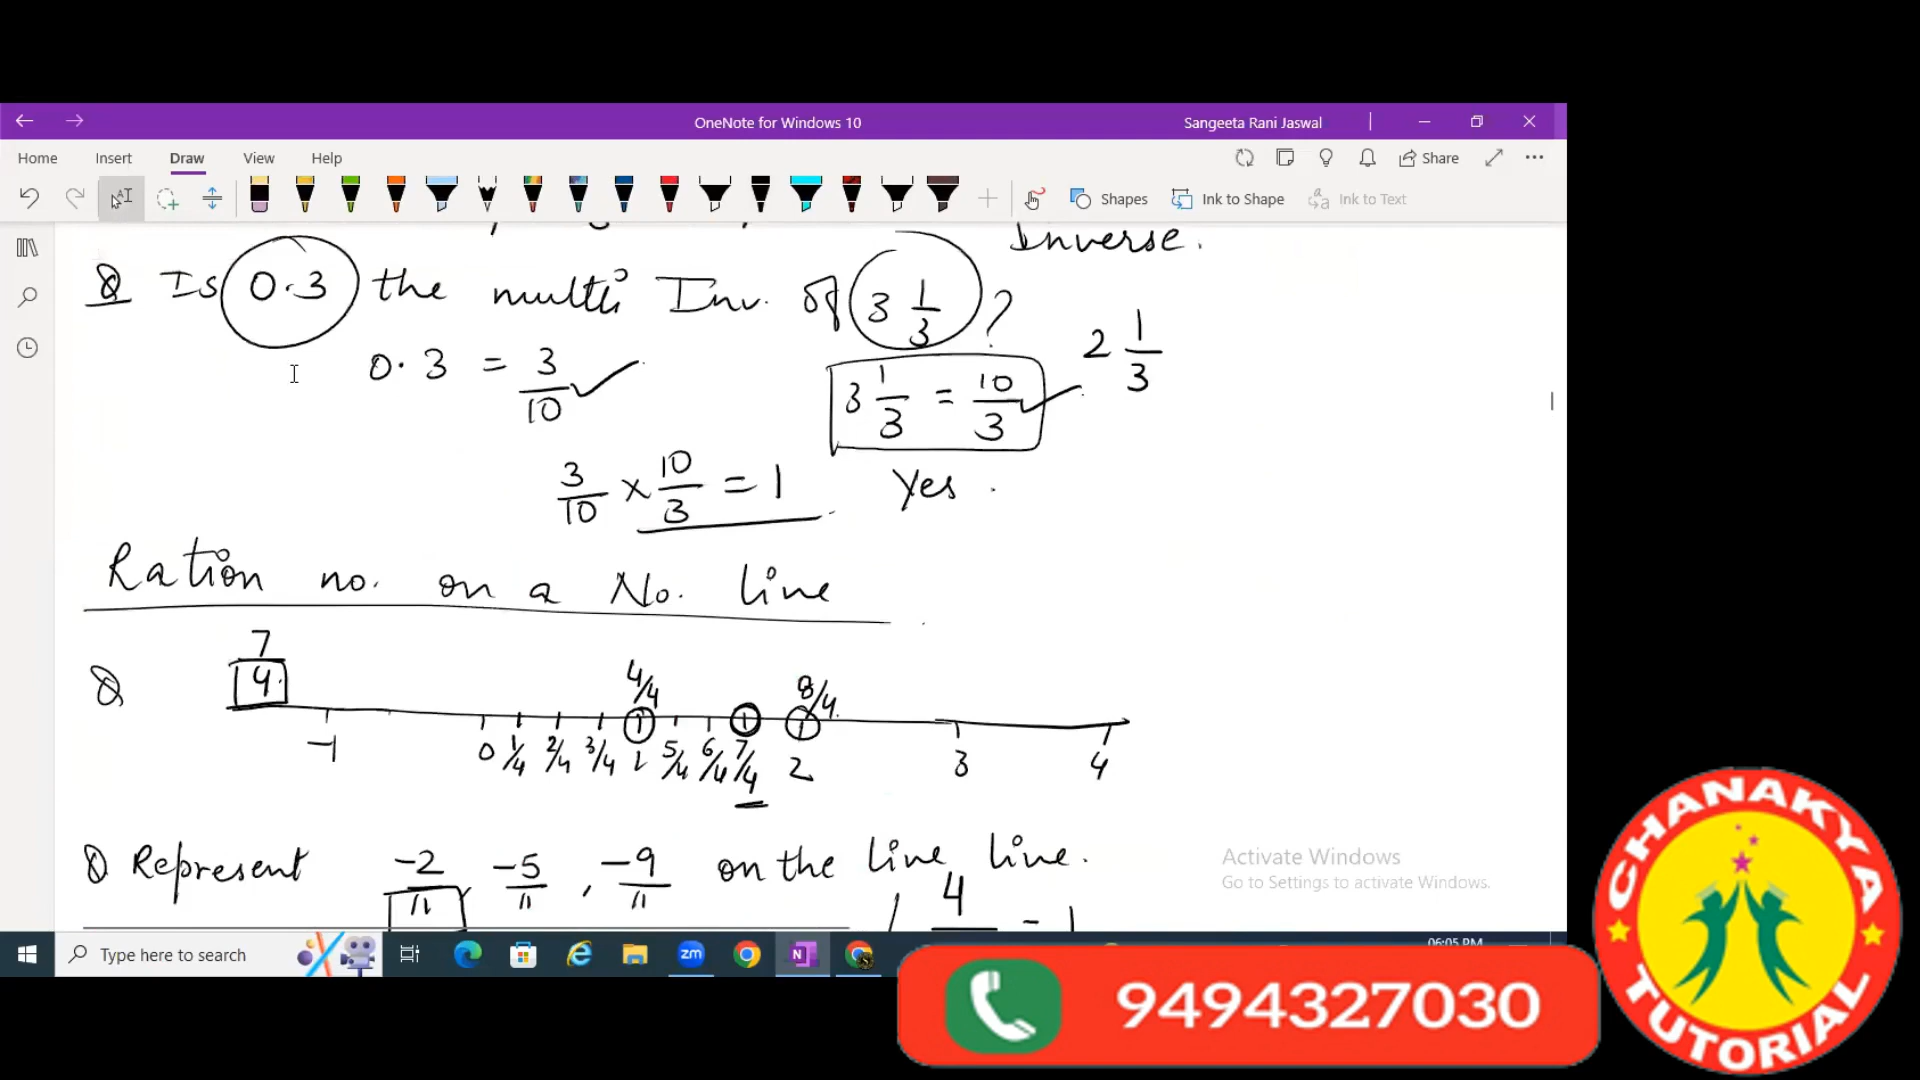 OneNote for Windows 10
Sangeeta Rani Jaswal
Home Insert Draw View Help
Share
Shapes Ink to Shape Ink to Text
Inverse.
Q Is 0.3 the multi Inv. of 3 1/3 ?
2 1/3
0.3 = 3/10
3 1/3 = 10/3
3/10 × 10/3 = 1 Yes.
Ration no. on a No. line
Q 7/4
4/4 8/4
-1 0 1/4 2/4 3/4 1 5/4 6/4 7/4 2 3 4
Q Represent -2/11, -5/11, -9/11 on the line line.
4 - 1
Activate Windows
Go to Settings to activate Windows.
Type here to search
06:05 PM
9494327030
CHANAKYA
TUTORIAL